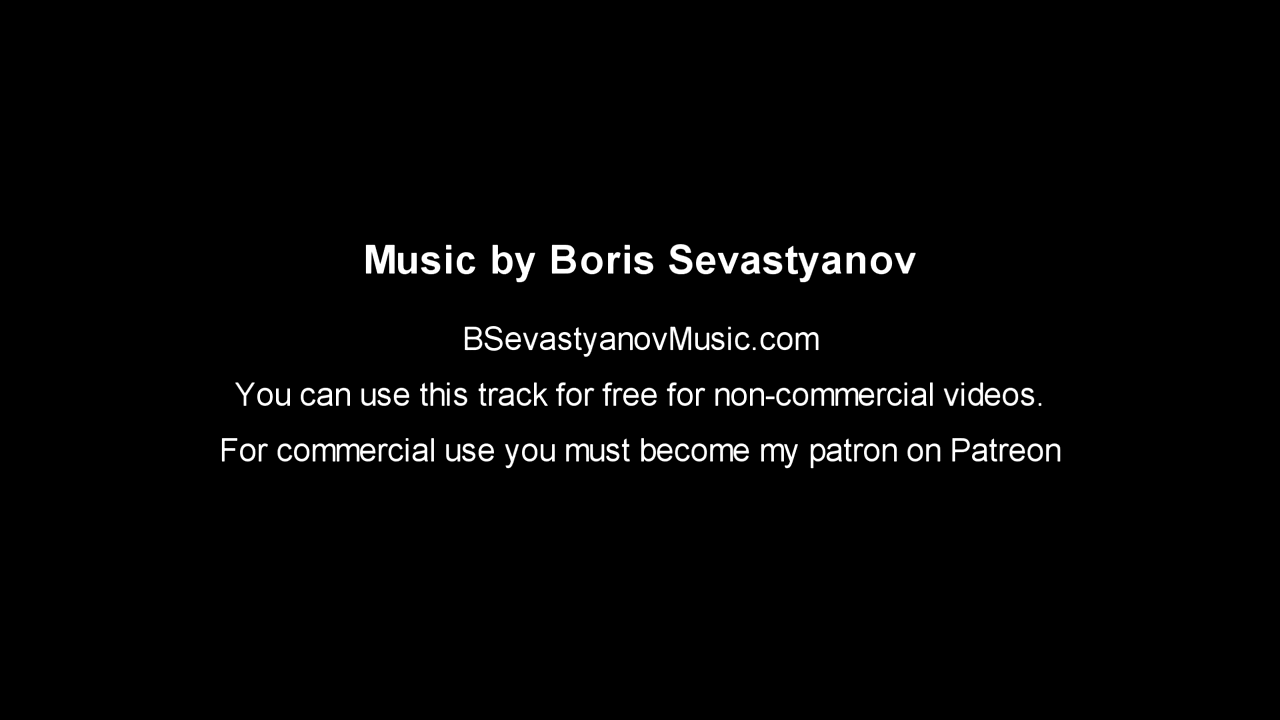 Music by Boris Sevastyanov
BSevastyanovMusic.com
You can use this track for free for non-commercial videos.
For commercial use you must become my patron on Patreon